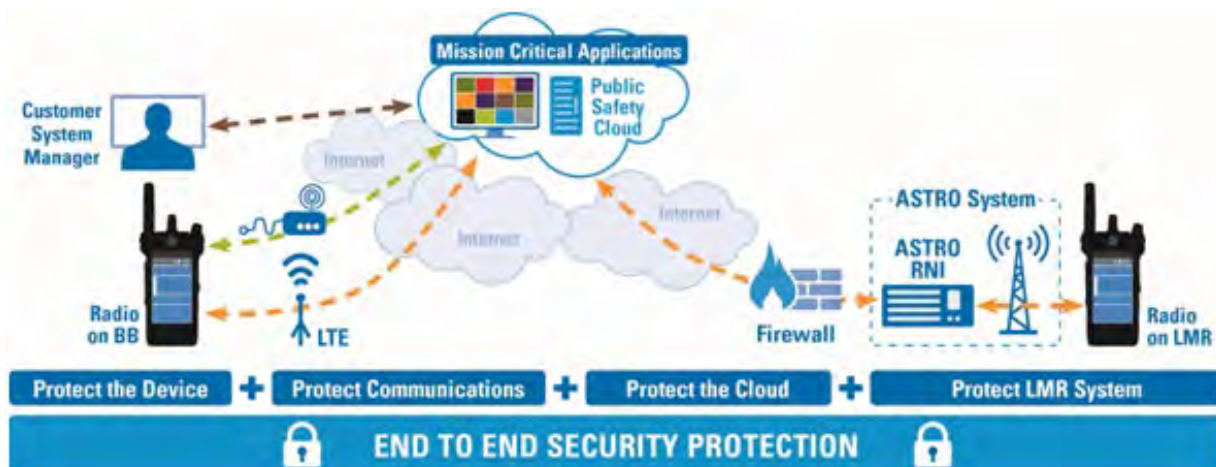 Mission Critical Applications
Public
Safety
Cloud
Customer
System
Manager
Internet
Internet
Internet
ASTRO System
ASTRO
RNI
Radio
on BB
LTE
Firewall
Radio
on LMR
Protect the Device + Protect Communications + Protect the Cloud + Protect LMR System
END TO END SECURITY PROTECTION